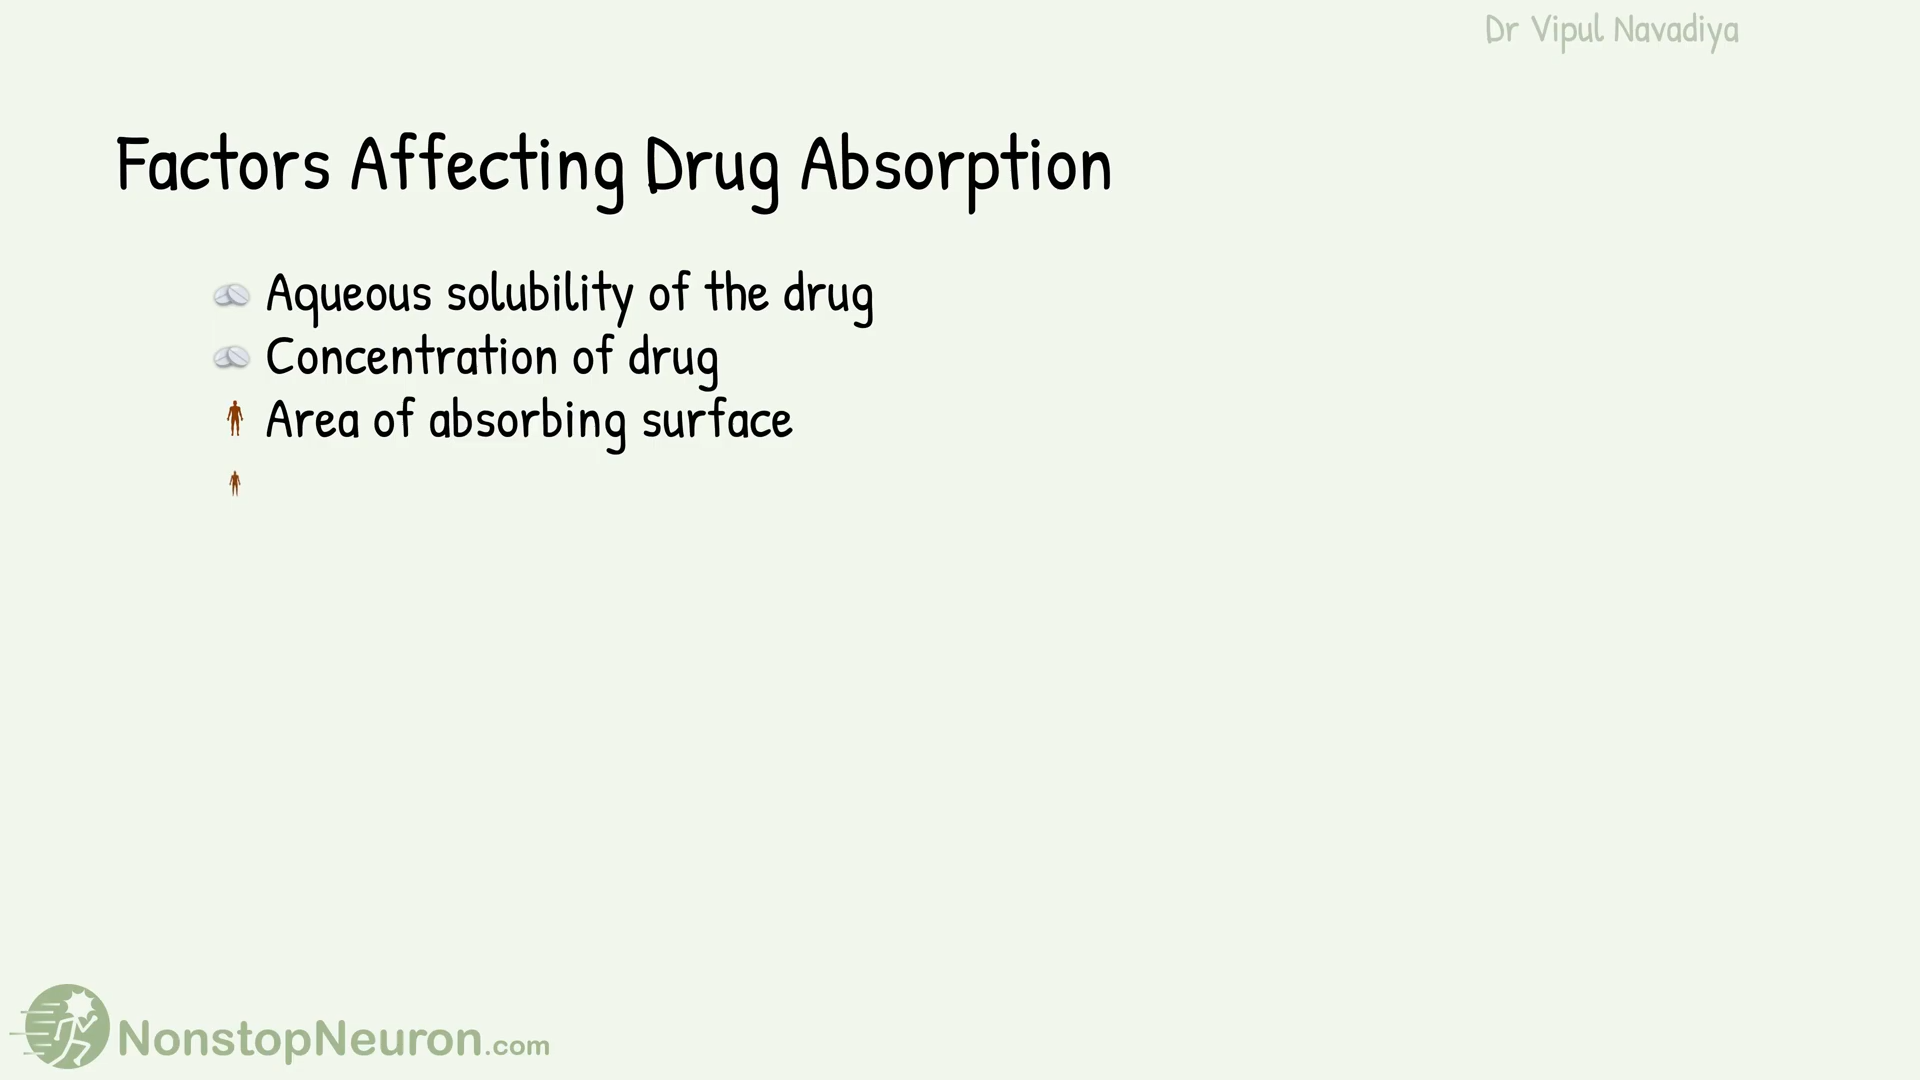 Dr Vipul Navadiya
Factors Affecting Drug Absorption
Aqueous solubility of the drug
Concentration of drug
Area of absorbing surface
NonstopNeuron.com